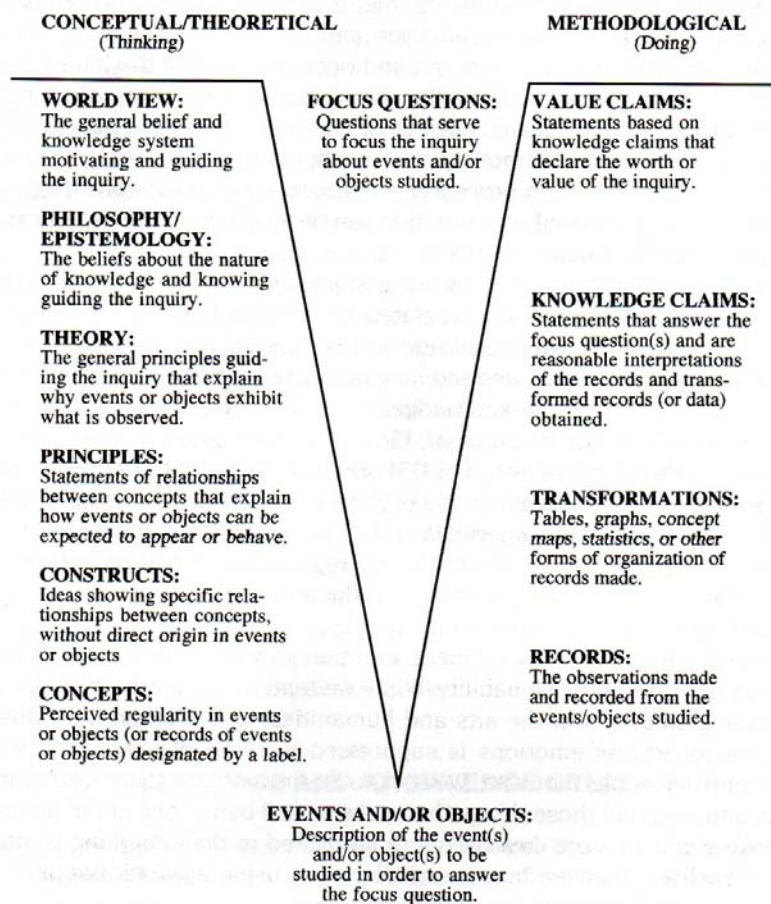 CONCEPTUAL/THEORETICAL
(Thinking)
WORLD VIEW:
The general belief and
knowledge system
motivating and guiding
the inquiry.
PHILOSOPHY/
EPISTEMOLOGY:
The beliefs about the nature
of knowledge and knowing
guiding the inquiry.
THEORY:
The general principles guid-
ing the inquiry that explain
why events or objects exhibit
what is observed.
PRINCIPLES:
Statements of relationships
between concepts that explain
how events or objects can be
expected to appear or behave.
CONSTRUCTS:
Ideas showing specific rela-
tionships between concepts,
without direct origin in events
or objects
CONCEPTS:
Perceived regularity in events
or objects (or records of events
or objects) designated by a label.
FOCUS QUESTIONS:
Questions that serve
to focus the inquiry
about events and/or
objects studied.
METHODOLOGICAL
(Doing)
VALUE CLAIMS:
Statements based on
knowledge claims that
declare the worth or
value of the inquiry.
KNOWLEDGE CLAIMS:
Statements that answer the
focus question(s) and are
reasonable interpretations
of the records and trans-
formed records (or data)
obtained.
TRANSFORMATIONS:
Tables, graphs, concept
maps, statistics, or other
forms of organization of
records made.
RECORDS:
The observations made
and recorded from the
events/objects studied.
EVENTS AND/OR OBJECTS:
Description of the event(s)
and/or object(s) to be
studied in order to answer
the focus question.